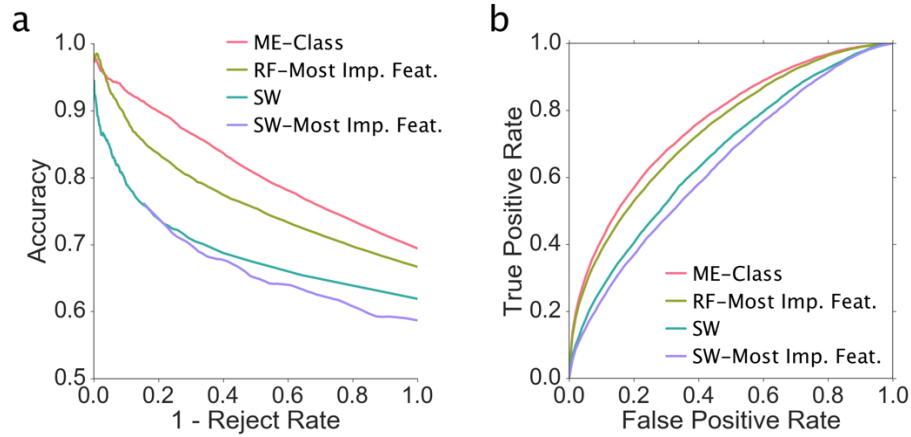 a
1.0
0.9
0.8
0.7
0.6
0.5
Accuracy
ME-Class
RF-Most Imp. Feat.
SW
SW-Most Imp. Feat.
0.0 0.2 0.4 0.6 0.8 1.0
1 - Reject Rate
b
1.0
0.8
0.6
0.4
0.2
0.0
True Positive Rate
ME-Class
RF-Most Imp. Feat.
SW
SW-Most Imp. Feat.
0.0 0.2 0.4 0.6 0.8 1.0
False Positive Rate